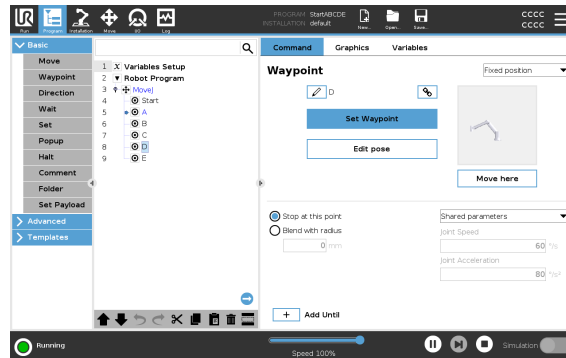 UR
Run
Program
Installation
Move
I/O
Log
PROGRAM StartABCDE
INSTALLATION default
New...
Open...
Save...
cccc
cccc
Basic
Move
Waypoint
Direction
Wait
Set
Popup
Halt
Comment
Folder
Set Payload
Advanced
Templates
1 X Variables Setup
2 Robot Program
3 MoveJ
4 Start
5 A
6 B
7 C
8 D
9 E
Command
Graphics
Variables
Waypoint
Fixed position
D
Set Waypoint
Edit pose
Move here
Stop at this point
Blend with radius
0 mm
Shared parameters
Joint Speed
60 °/s
Joint Acceleration
80 °/s²
+ Add Until
Running
Speed 100%
Simulation